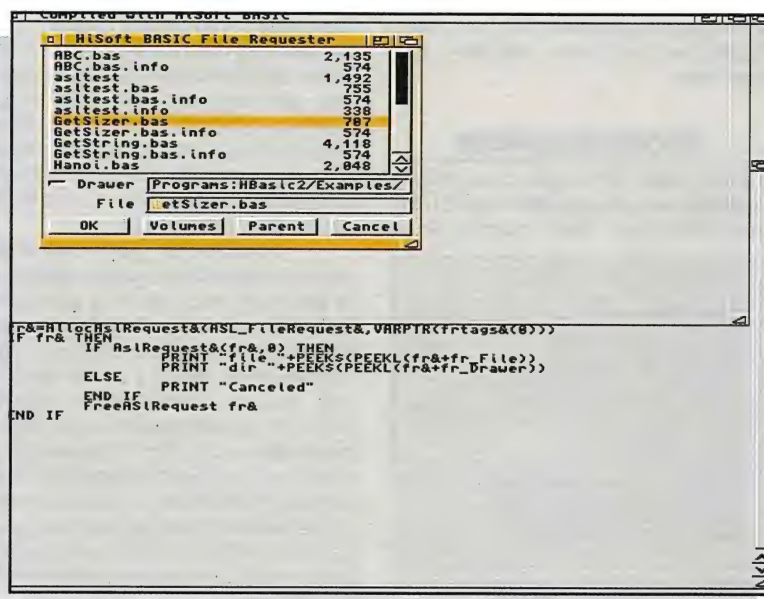 Compiled with HiSoft BASIC
HiSoft BASIC File Requester
ABC.bas 2,135
ABC.bas.info 574
asltest 1,492
asltest.bas 755
asltest.bas.info 574
asltest.info 338
GetSizer.bas 787
GetSizer.bas.info 574
GetString.bas 4,118
GetString.bas.info 574
Hanoi.bas 2,048
Drawer Programs:HBasic2/Examples/
File GetSizer.bas
OK Volumes Parent Cancel
fr&=AllocAslRequest&(ASL_FileRequest&,VARPTR(frtags&(0)))
IF fr& THEN
IF AslRequest&(fr&,0) THEN
PRINT "file "+PEEK$(PEEKL(fr&+fr_File))
PRINT "dir "+PEEK$(PEEKL(fr&+fr_Drawer))
ELSE
PRINT "Canceled"
END IF
FreeASlRequest fr&
END IF